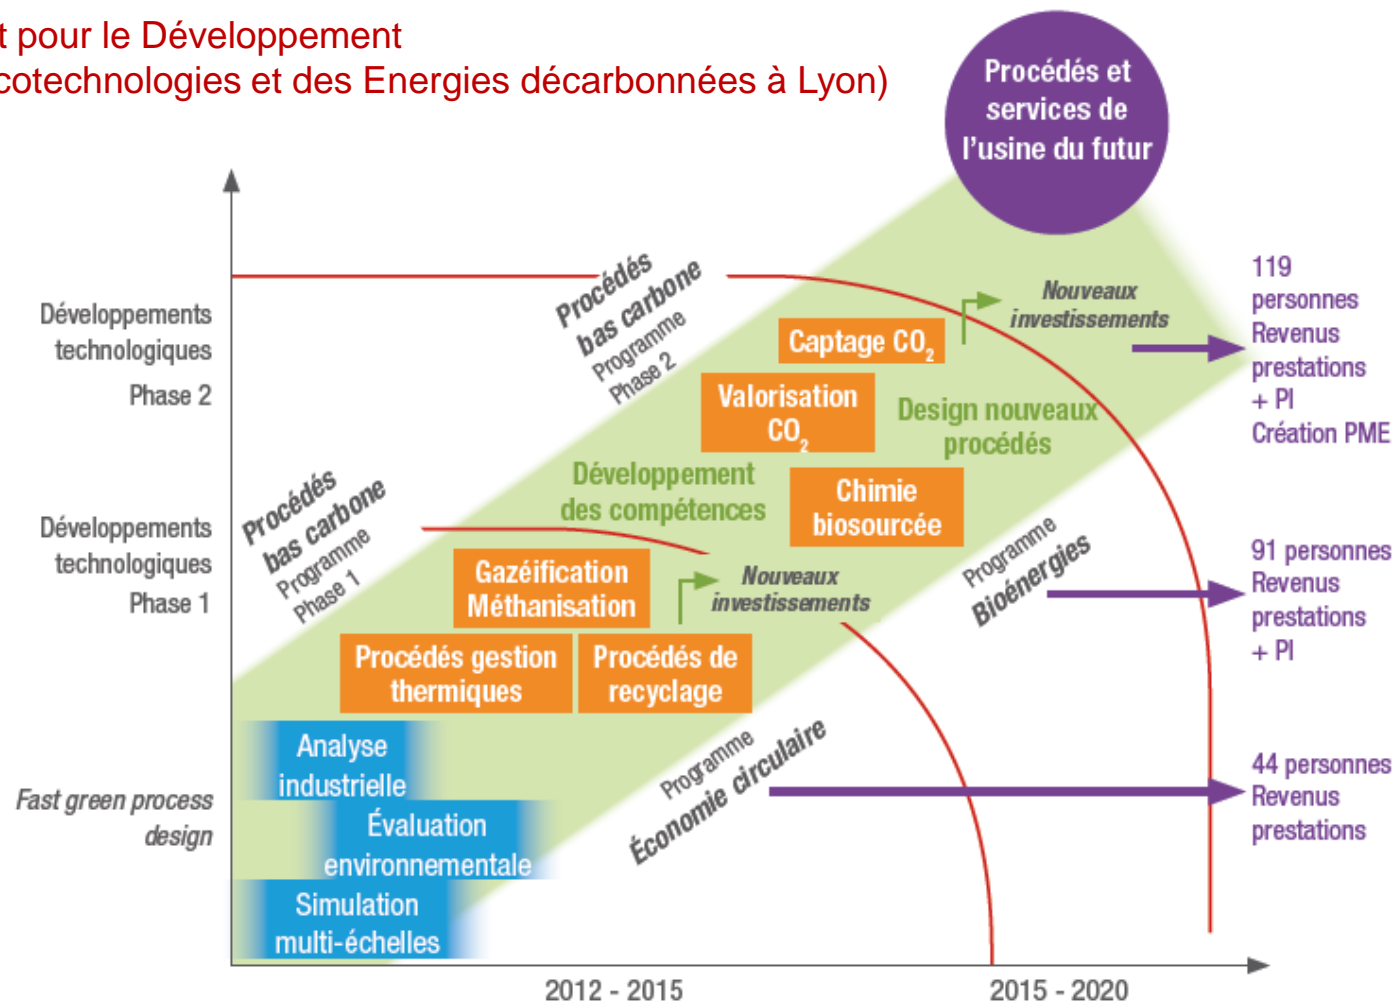 t pour le Développement
cotechnologies et des Energies décarbonnées à Lyon)
Procédés et
services de
l'usine du futur
Développements
technologiques
Phase 2
Procédés
bas carbone
Programme
Phase 2
Nouveaux
investissements
Captage CO₂
Valorisation
CO₂
Design nouveaux
procédés
Développement
des compétences
Chimie
biosourcée
119
personnes
Revenus
prestations
+ PI
Création PME
Développements
technologiques
Phase 1
Procédés
bas carbone
Programme
Phase 1
Gazéification
Méthanisation
Nouveaux
investissements
Procédés gestion
thermiques
Procédés de
recyclage
Programme
Bioénergies
91 personnes
Revenus
prestations
+ PI
Fast green process
design
Analyse
industrielle
Évaluation
environnementale
Simulation
multi-échelles
Programme
Économie circulaire
44 personnes
Revenus
prestations
2012 - 2015
2015 - 2020